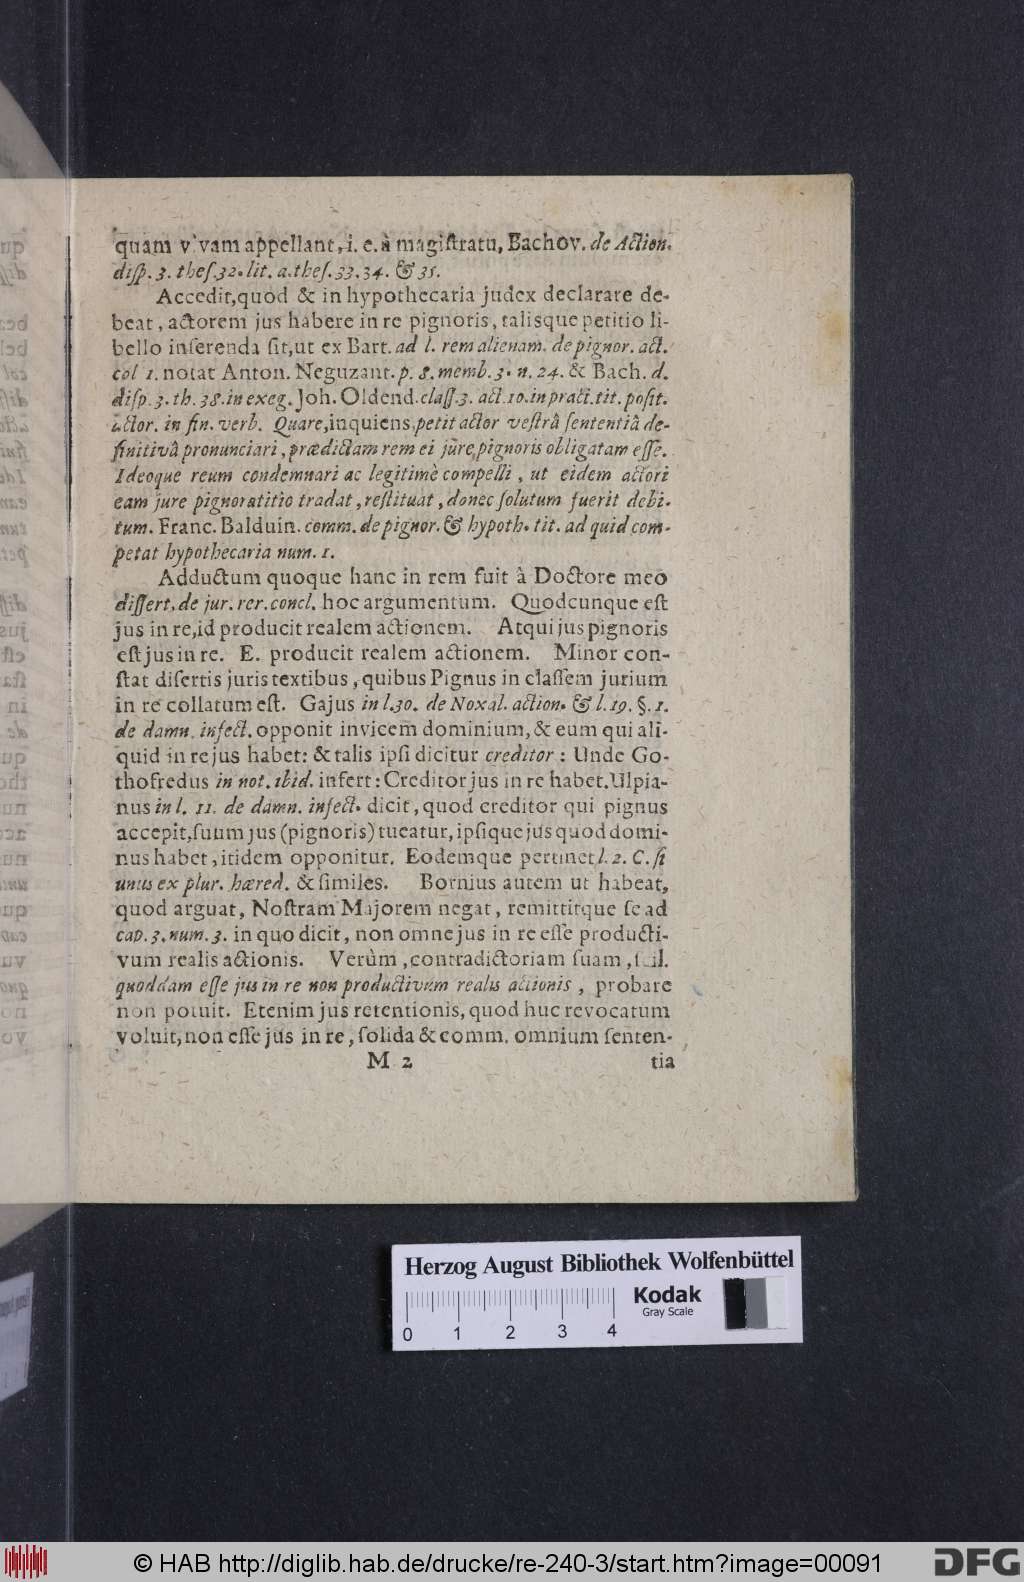 quam vivam appellant, i. e. à magiſtratu, Bachov. de Action.
diſp. 3. theſ. 32. lit. a. theſ. 33. 34. & 35.
Accedit, quod & in hypothecaria judex declarare de-
beat, actorem jus habere in re pignoris, talisque petitio li-
bello inſerenda ſit, ut ex Bart. ad l. rem alienam. de pignor. act.
col 1. notat Anton. Neguzant. p. 8. memb. 3. n. 24. & Bach. d.
diſp. 3. th. 38. in exeg. Joh. Oldend. claſſ. 3. act. 10. in pract. tit. poſit.
actor. in fin. verb. Quare, inquiens, petit actor veſtrâ ſententiâ de-
finitivâ pronunciari, prædictam rem ei jure pignoris obligatam eſſe.
Ideoque reum condemnari ac legitimè compelli, ut eidem actori
eam jure pignoratitio tradat, reſtituat, donec ſolutum fuerit debi-
tum. Franc. Balduin. comm. de pignor. & hypoth. tit. ad quid com-
petat hypothecaria num. 1.
Adductum quoque hanc in rem fuit à Doctore meo
diſſert. de jur. rer. concl. hoc argumentum. Quodcunque eſt
jus in re, id producit realem actionem. Atqui jus pignoris
eſt jus in re. E. producit realem actionem. Minor con-
ſtat diſertis juris textibus, quibus Pignus in claſſem jurium
in re collatum eſt. Gajus in l. 30. de Noxal. action. & l. 19. §. 1.
de damn. infect. opponit invicem dominium, & eum qui ali-
quid in re jus habet: & talis ipſi dicitur creditor: Unde Go-
thofredus in not. ibid. infert: Creditor jus in re habet. Ulpia-
nus in l. 11. de damn. infect. dicit, quod creditor qui pignus
accepit, ſuum jus (pignoris) tueatur, ipſique jus quod domi-
nus habet, itidem opponitur. Eodemque pertinet l. 2. C. ſi
unus ex plur. hæred. & ſimiles. Bornius autem ut habeat,
quod arguat, Noſtram Majorem negat, remittitque ſe ad
cap. 3. num. 3. in quo dicit, non omne jus in re eſſe producti-
vum realis actionis. Verùm, contradictoriam ſuam, ſcil.
quoddam eſſe jus in re non productivum realis actionis, probare
non potuit. Etenim jus retentionis, quod huc revocatum
voluit, non eſſe jus in re, ſolida & comm. omnium ſenten-
M 2 tia
Herzog August Bibliothek Wolfenbüttel
0 1 2 3 4
Kodak
Gray Scale
© HAB http://diglib.hab.de/drucke/re-240-3/start.htm?image=00091
DFG